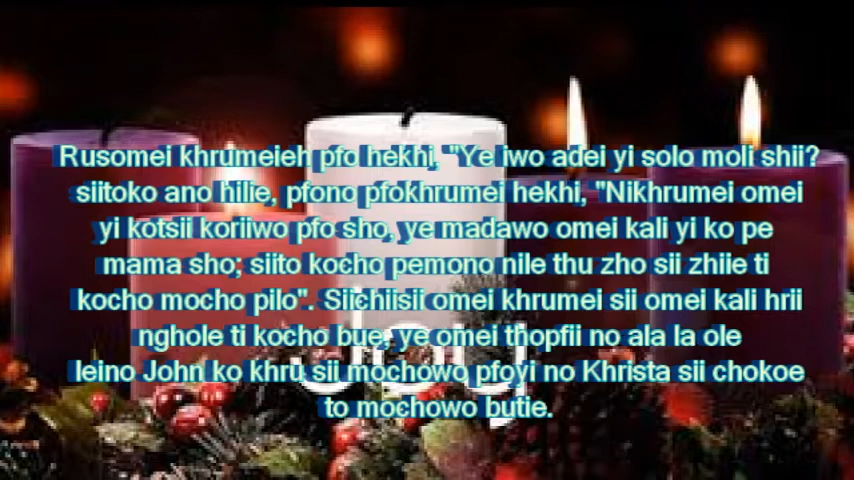 Rusomei khrumeieh pfo hekhi, "Ye iwo adei yi solo moli shii?
siitoko ano hilie, pfono pfokhrumei hekhi, "Nikhrumei omei
yi kotsii koriiwo pfo sho, ye madawo omei kali yi ko pe
mama sho; siito kocho pemono nile thu zho sii zhiie ti
kocho mocho pilo". Siichiisii omei khrumei sii omei kali hrii
nghole ti kocho bue, ye omei thopfii no ala la ole
leino John ko khru sii mochowo pfoyi no Khrista sii chokoe
to mochowo butie.
Joy